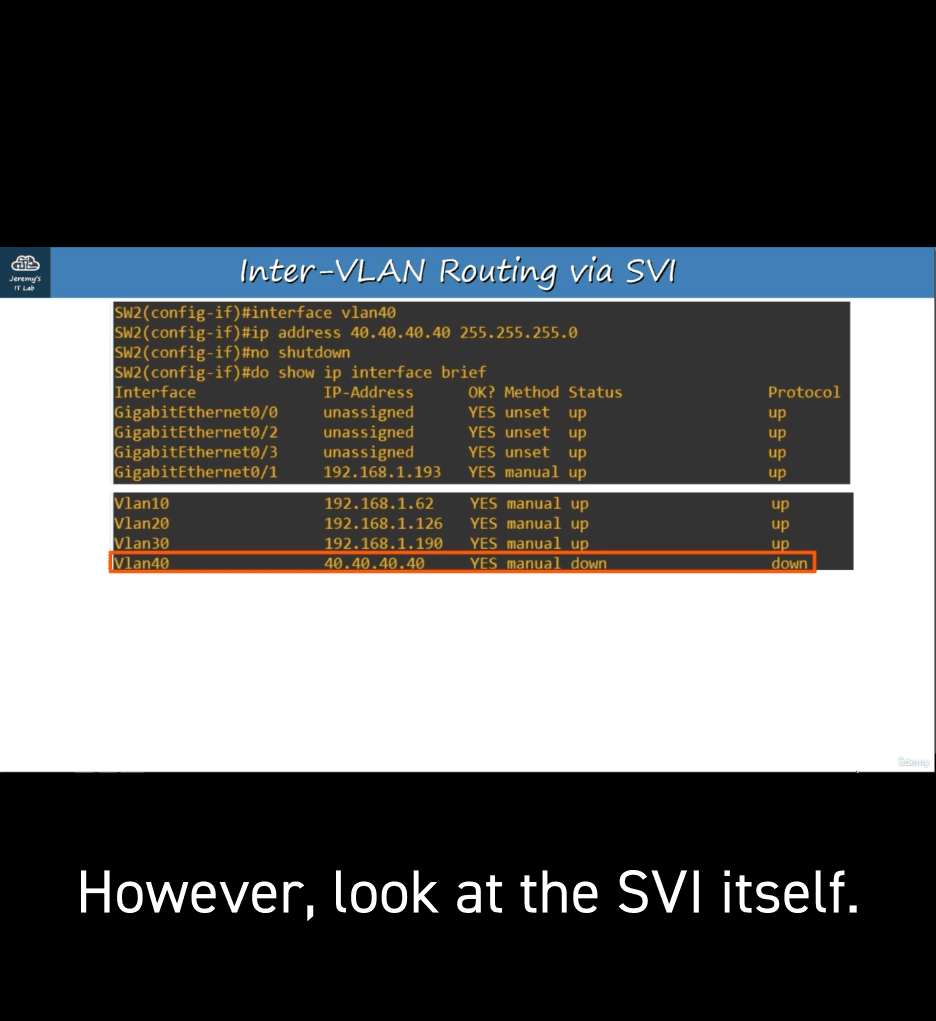 Jeremy's
IT Lab
Inter-VLAN Routing via SVI
SW2(config-if)#interface vlan40
SW2(config-if)#ip address 40.40.40.40 255.255.255.0
SW2(config-if)#no shutdown
SW2(config-if)#do show ip interface brief
Interface IP-Address OK? Method Status Protocol
GigabitEthernet0/0 unassigned YES unset up up
GigabitEthernet0/2 unassigned YES unset up up
GigabitEthernet0/3 unassigned YES unset up up
GigabitEthernet0/1 192.168.1.193 YES manual up up
Vlan10 192.168.1.62 YES manual up up
Vlan20 192.168.1.126 YES manual up up
Vlan30 192.168.1.190 YES manual up up
Vlan40 40.40.40.40 YES manual down down
Udemy
However, look at the SVI itself.